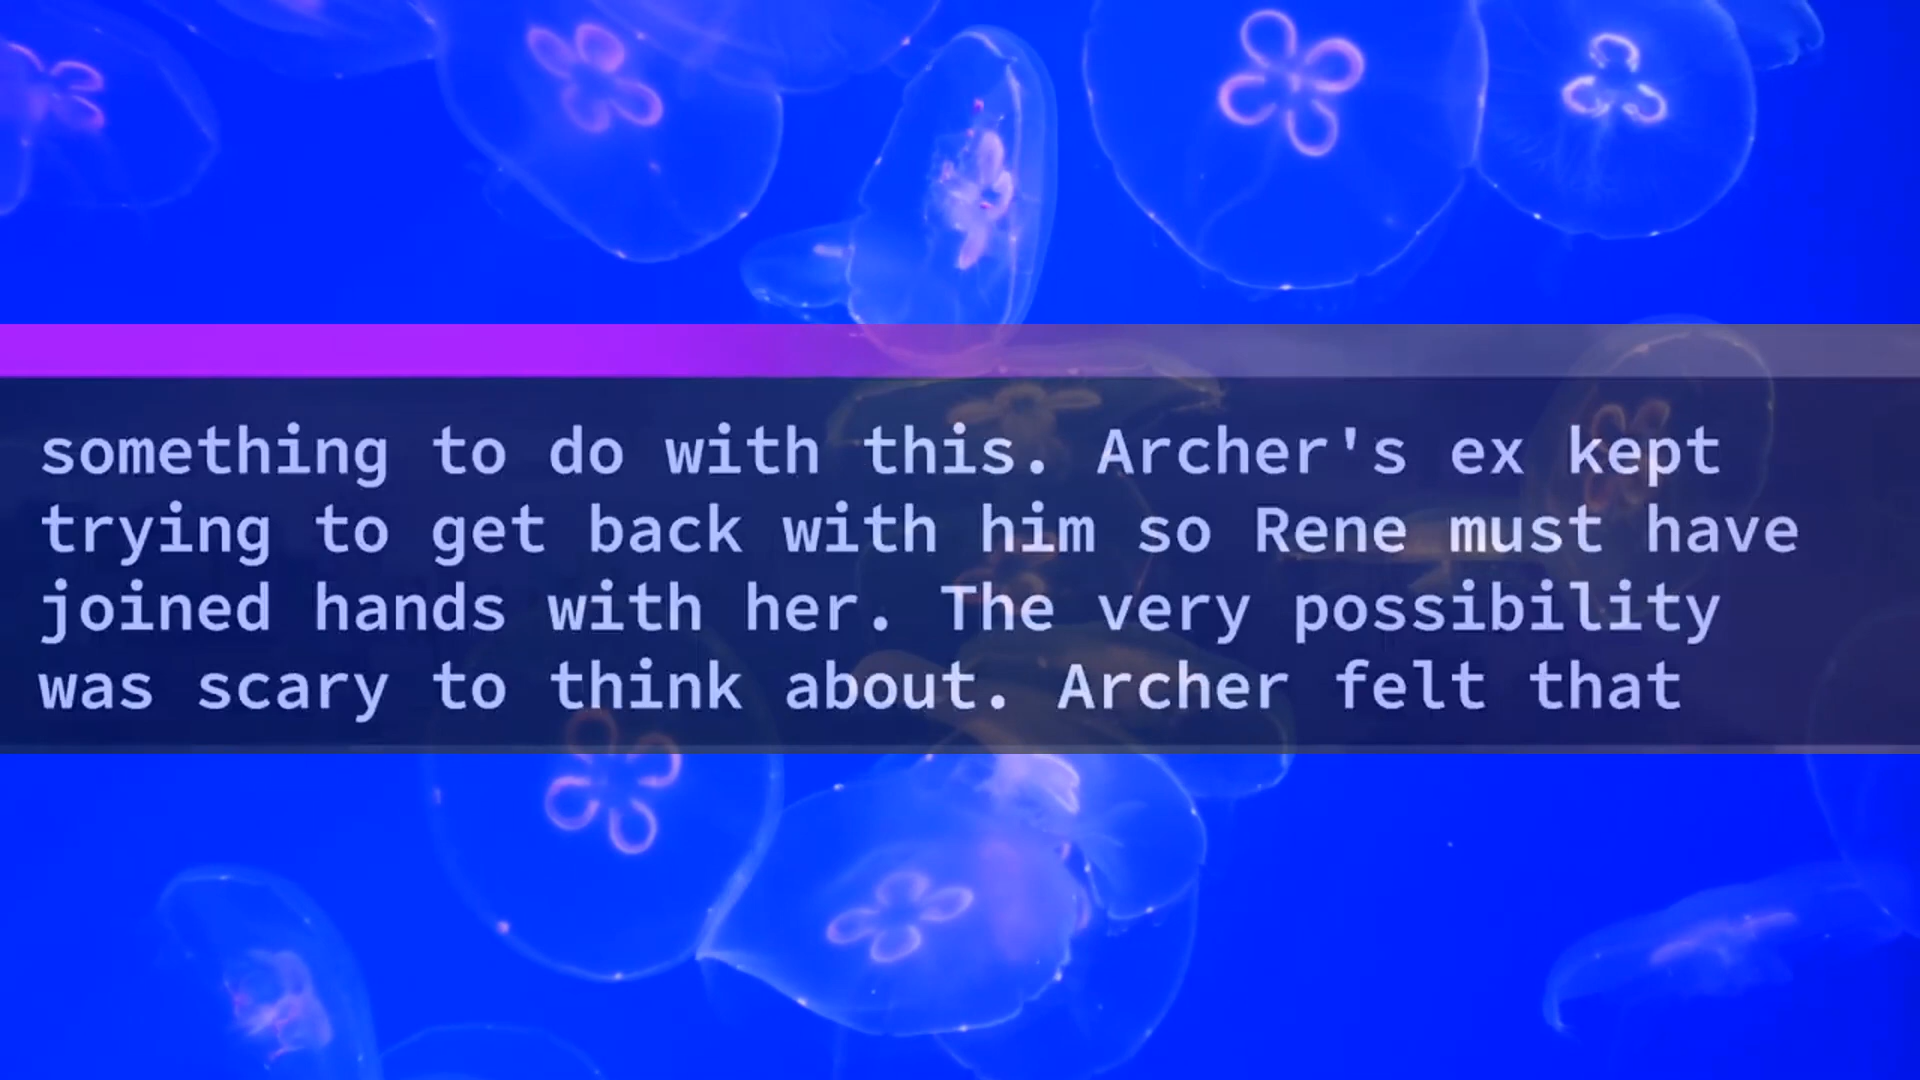 something to do with this. Archer's ex kept
trying to get back with him so Rene must have
joined hands with her. The very possibility
was scary to think about. Archer felt that